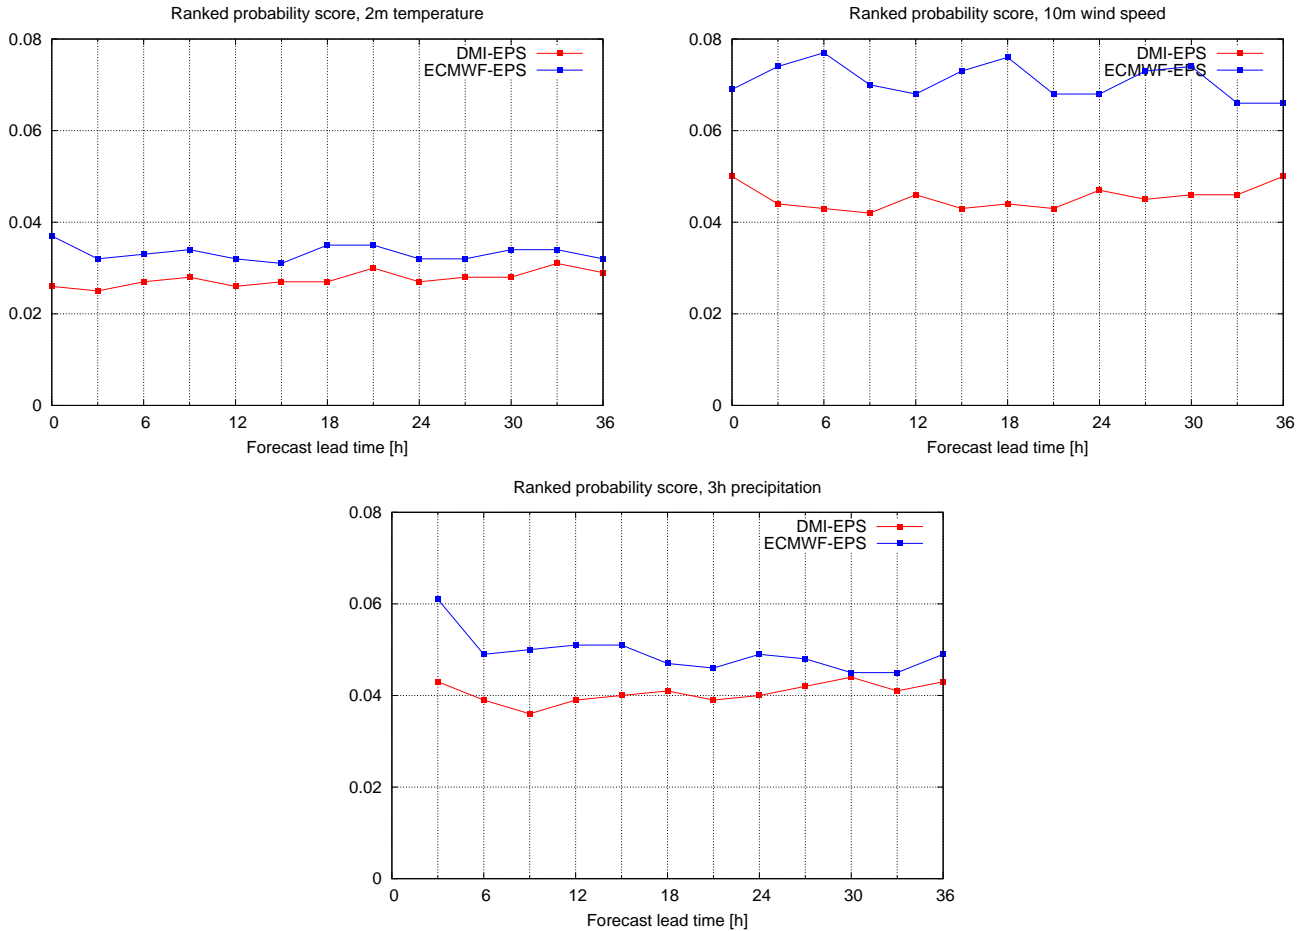 Ranked probability score, 2m temperature
0.08
0.06
0.04
0.02
0
DMI-EPS
ECMWF-EPS
0 6 12 18 24 30 36
Forecast lead time [h]
Ranked probability score, 10m wind speed
0.08
0.06
0.04
0.02
0
DMI-EPS
ECMWF-EPS
0 6 12 18 24 30 36
Forecast lead time [h]
Ranked probability score, 3h precipitation
0.08
0.06
0.04
0.02
0
DMI-EPS
ECMWF-EPS
0 6 12 18 24 30 36
Forecast lead time [h]